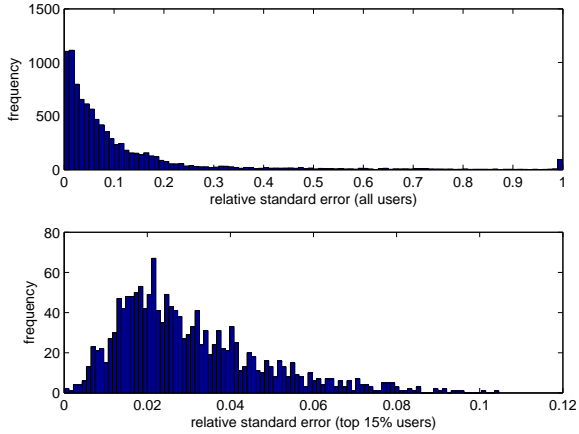 1500
1000
500
0
frequency
0 0.1 0.2 0.3 0.4 0.5 0.6 0.7 0.8 0.9 1
relative standard error (all users)
80
60
40
20
0
frequency
0 0.02 0.04 0.06 0.08 0.1 0.12
relative standard error (top 15% users)